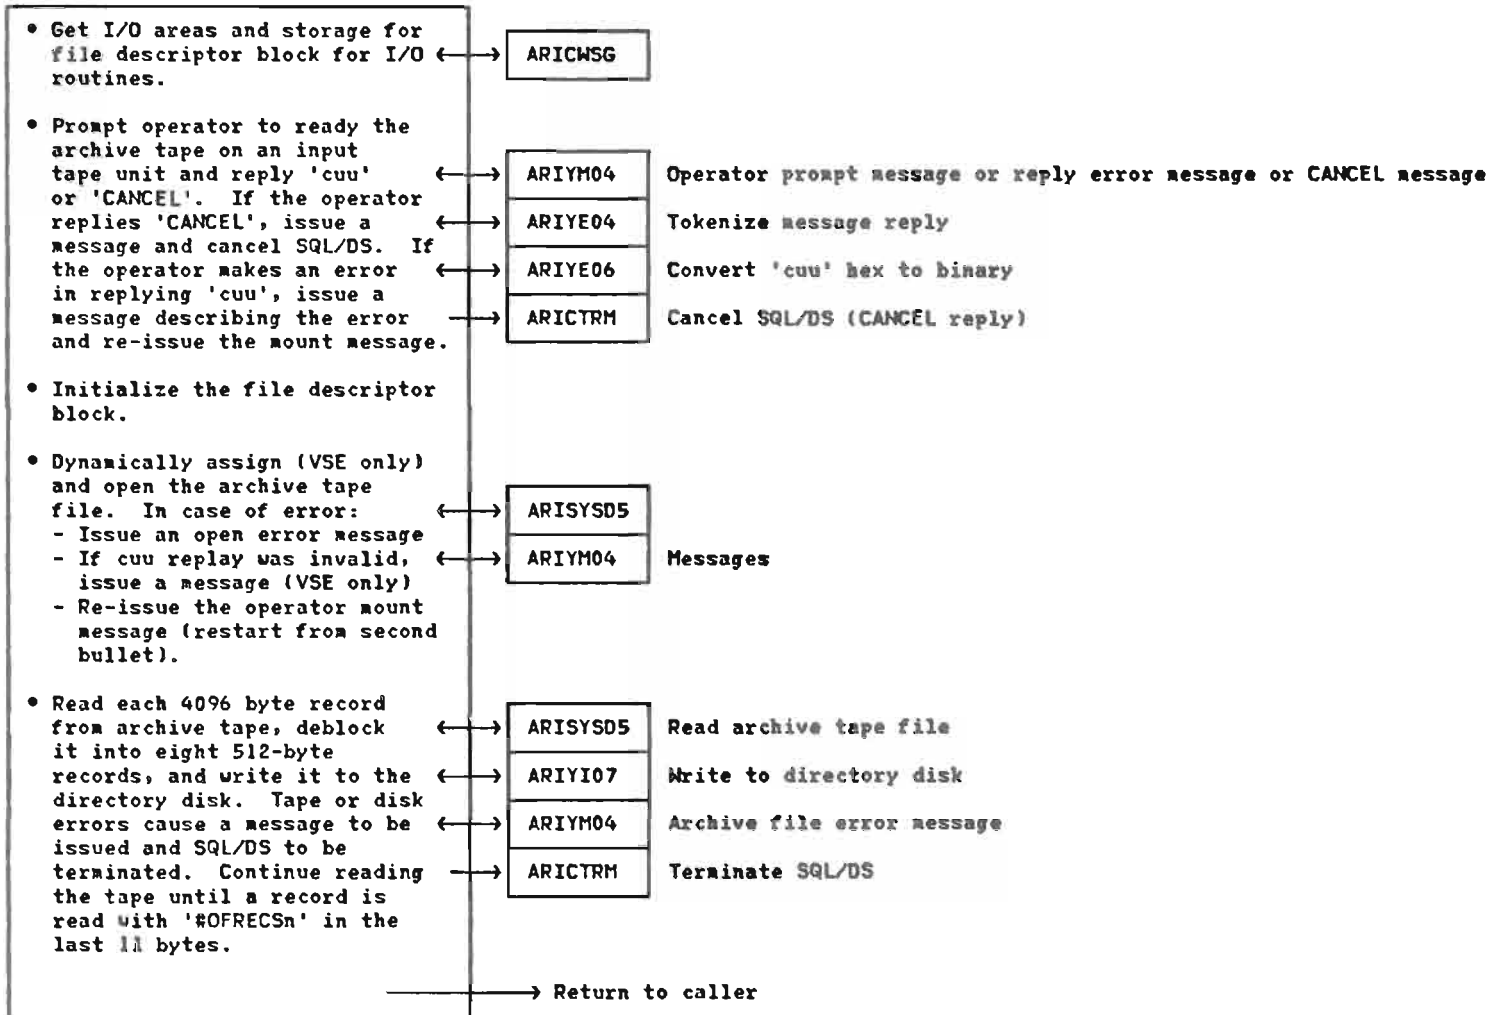 • Get I/O areas and storage for
file descriptor block for I/O
routines.
ARICWSG
• Prompt operator to ready the
archive tape on an input
tape unit and reply 'cuu'
or 'CANCEL'. If the operator
replies 'CANCEL', issue a
message and cancel SQL/DS. If
the operator makes an error
in replying 'cuu', issue a
message describing the error
and re-issue the mount message.
ARIYM04 Operator prompt message or reply error message or CANCEL message
ARIYE04 Tokenize message reply
ARIYE06 Convert 'cuu' hex to binary
ARICTRM Cancel SQL/DS (CANCEL reply)
• Initialize the file descriptor
block.
• Dynamically assign (VSE only)
and open the archive tape
file. In case of error:
- Issue an open error message
- If cuu replay was invalid,
issue a message (VSE only)
- Re-issue the operator mount
message (restart from second
bullet).
ARISYSD5
ARIYM04 Messages
• Read each 4096 byte record
from archive tape, deblock
it into eight 512-byte
records, and write it to the
directory disk. Tape or disk
errors cause a message to be
issued and SQL/DS to be
terminated. Continue reading
the tape until a record is
read with '#OFRECSn' in the
last 11 bytes.
ARISYSD5 Read archive tape file
ARIYI07 Write to directory disk
ARIYM04 Archive file error message
ARICTRM Terminate SQL/DS
Return to caller